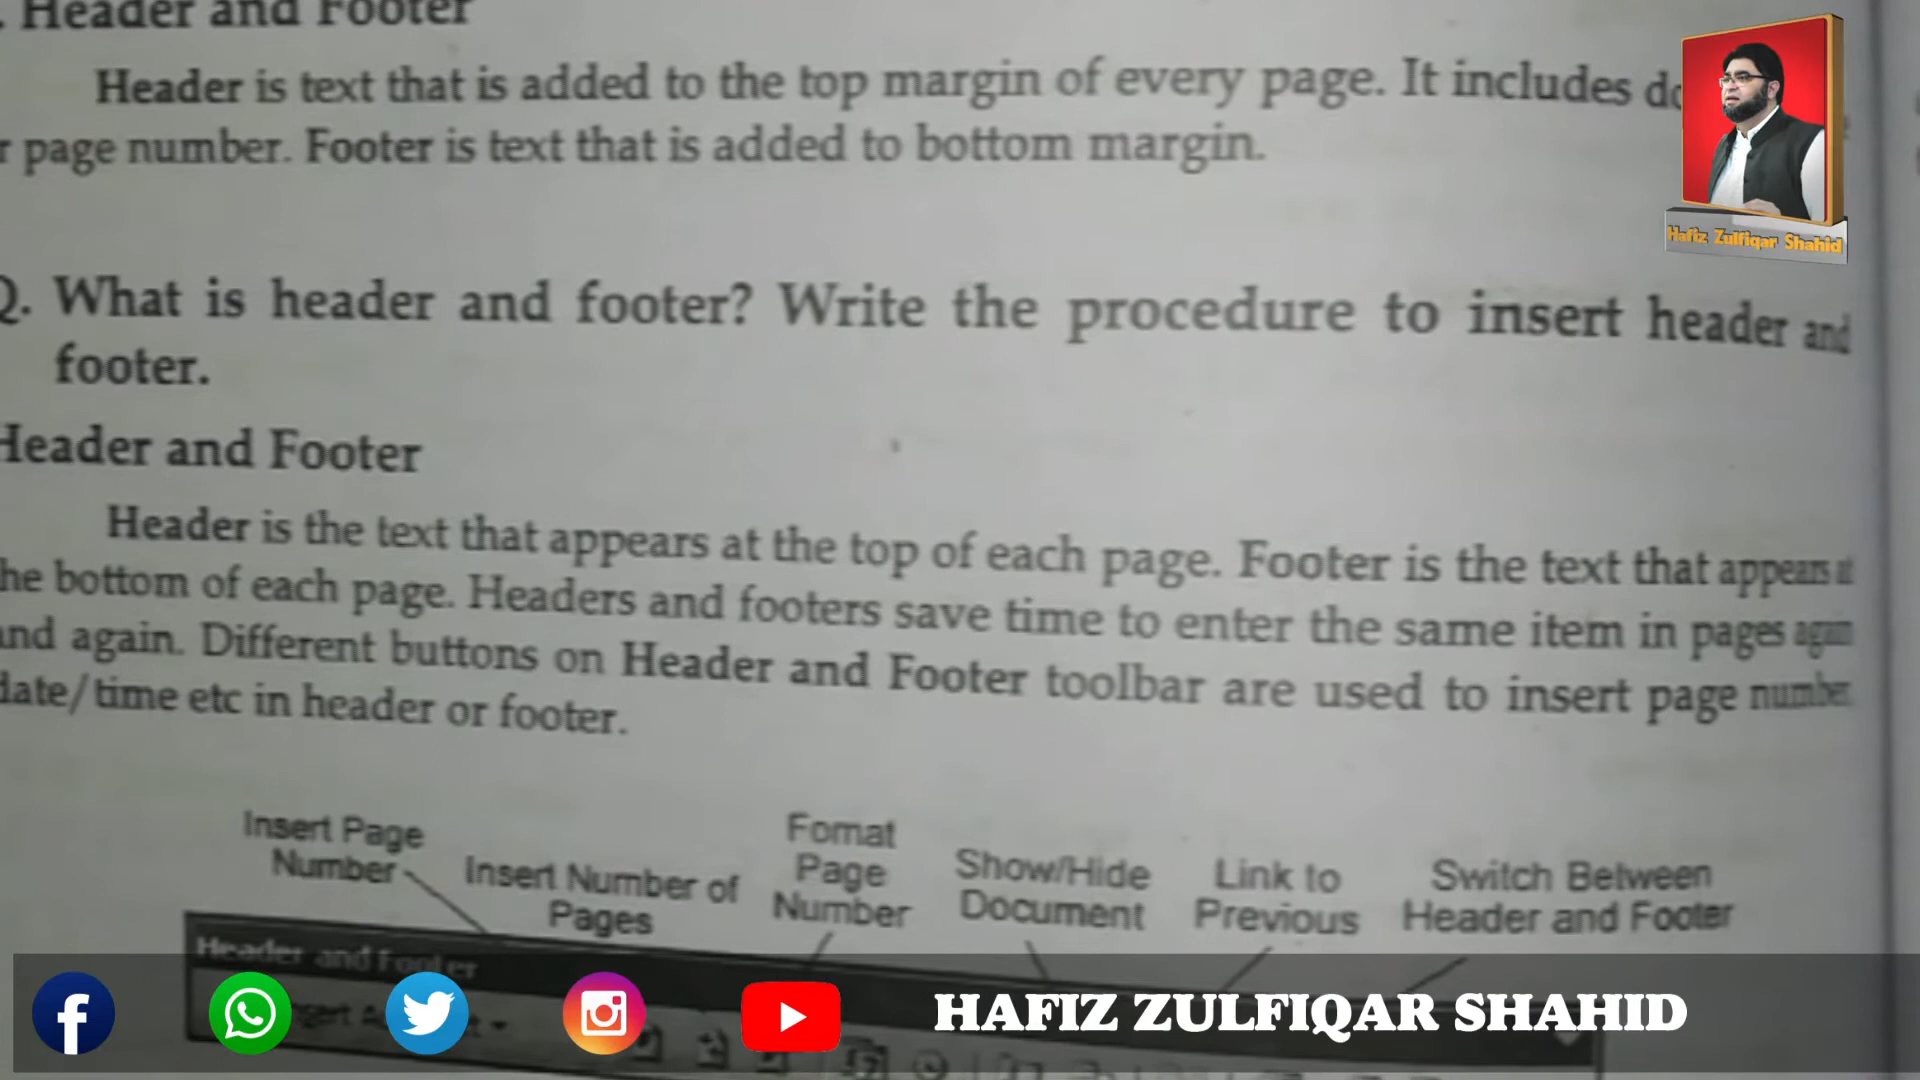 . Header and Footer
Header is text that is added to the top margin of every page. It includes
page number. Footer is text that is added to bottom margin.
Hafiz Zulfiqar Shahid
Q. What is header and footer? Write the procedure to insert header and
footer.
Header and Footer
Header is the text that appears at the top of each page. Footer is the text that appears at
he bottom of each page. Headers and footers save time to enter the same item in pages again
and again. Different buttons on Header and Footer toolbar are used to insert page number
date/time etc in header or footer.
Insert Page
Number
Insert Number of
Pages
Fomat
Page
Number
Show/Hide
Document
Link to
Previous
Switch Between
Header and Footer
Header and Footer
HAFIZ ZULFIQAR SHAHID